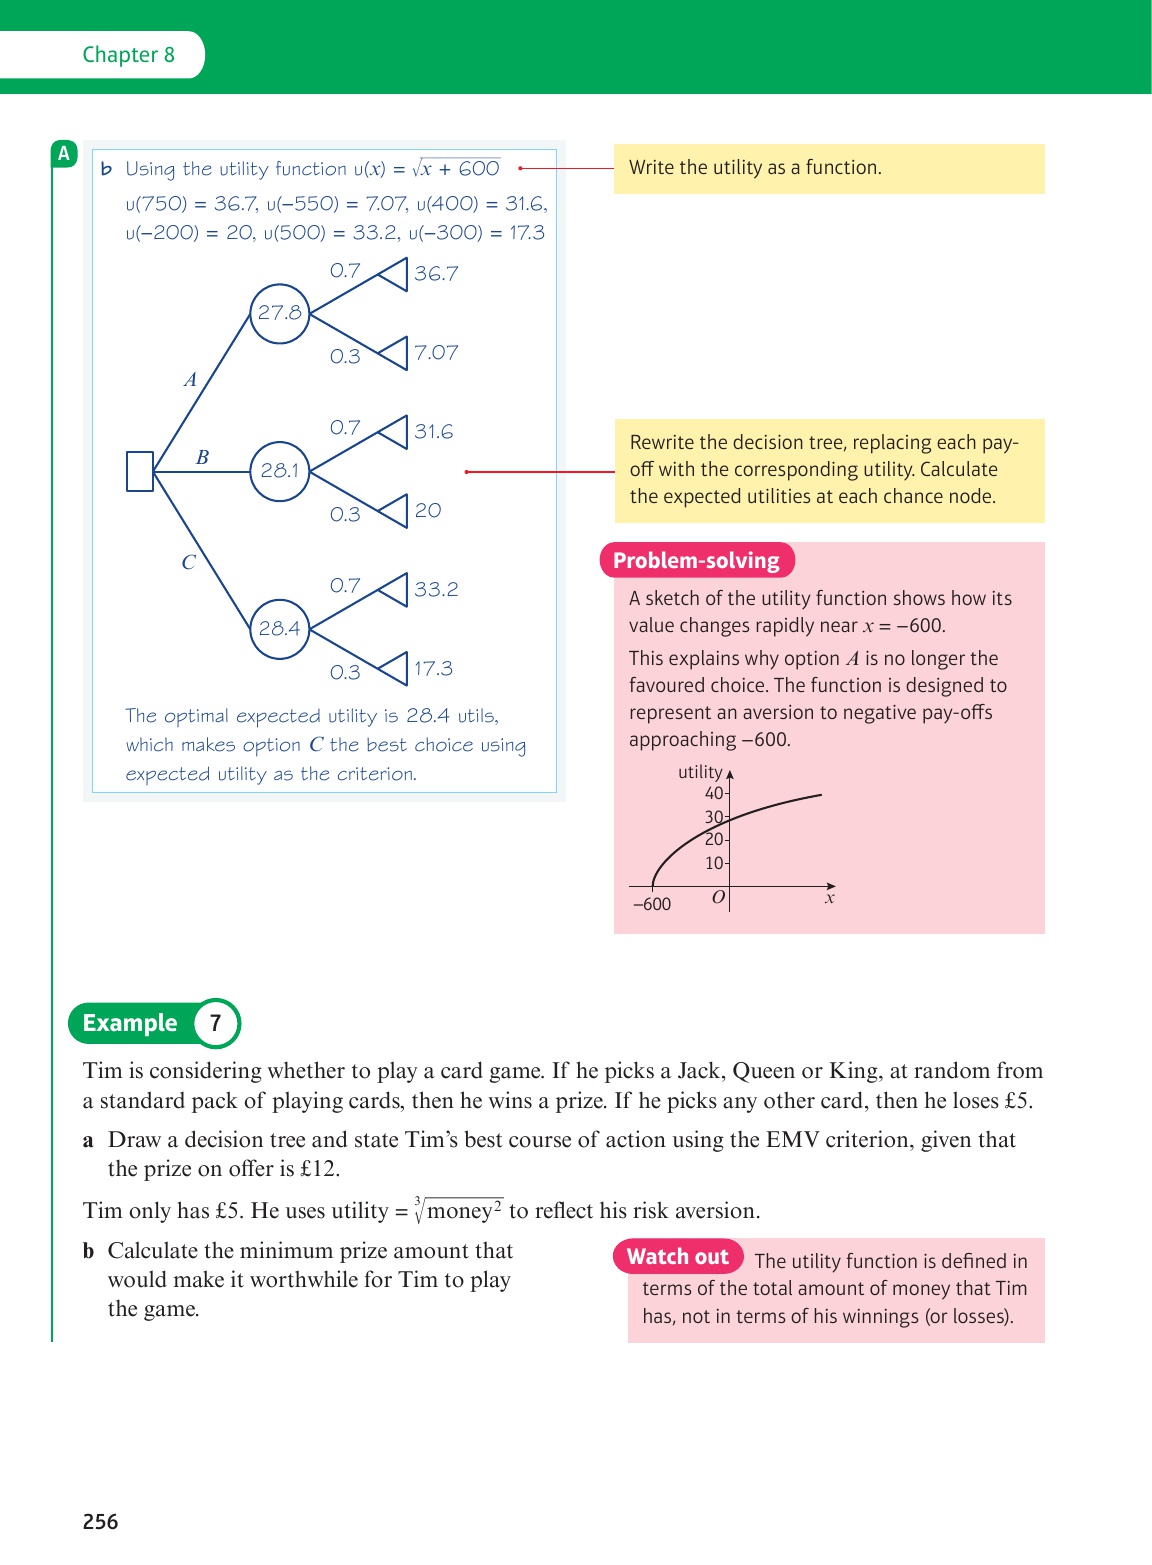 Chapter 8
A
b Using the utility function u(x) = √x + 600
u(750) = 36.7, u(−550) = 7.07, u(400) = 31.6,
u(−200) = 20, u(500) = 33.2, u(−300) = 17.3
Write the utility as a function.
0.7
36.7
27.8
0.3
7.07
A
0.7
31.6
B
28.1
0.3
20
C
0.7
33.2
28.4
0.3
17.3
The optimal expected utility is 28.4 utils,
which makes option C the best choice using
expected utility as the criterion.
Rewrite the decision tree, replacing each pay-
off with the corresponding utility. Calculate
the expected utilities at each chance node.
Problem-solving
A sketch of the utility function shows how its
value changes rapidly near x = −600.
This explains why option A is no longer the
favoured choice. The function is designed to
represent an aversion to negative pay-offs
approaching −600.
utility
40
30
20
10
−600
O
x
Example 7
Tim is considering whether to play a card game. If he picks a Jack, Queen or King, at random from
a standard pack of playing cards, then he wins a prize. If he picks any other card, then he loses £5.
a Draw a decision tree and state Tim’s best course of action using the EMV criterion, given that
the prize on offer is £12.
Tim only has £5. He uses utility = ∛money² to reflect his risk aversion.
b Calculate the minimum prize amount that
would make it worthwhile for Tim to play
the game.
Watch out The utility function is defined in
terms of the total amount of money that Tim
has, not in terms of his winnings (or losses).
256